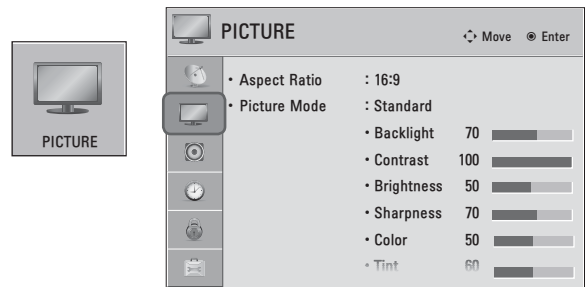 PICTURE
PICTURE
Move Enter
• Aspect Ratio : 16:9
• Picture Mode : Standard
• Backlight 70
• Contrast 100
• Brightness 50
• Sharpness 70
• Color 50
• Tint 60